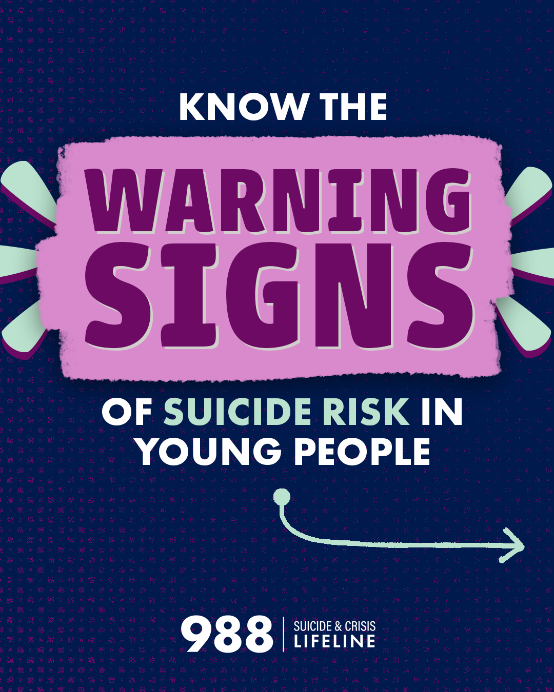 KNOW THE
WARNING
SIGNS
OF SUICIDE RISK IN
YOUNG PEOPLE
988 SUICIDE & CRISIS
LIFELINE